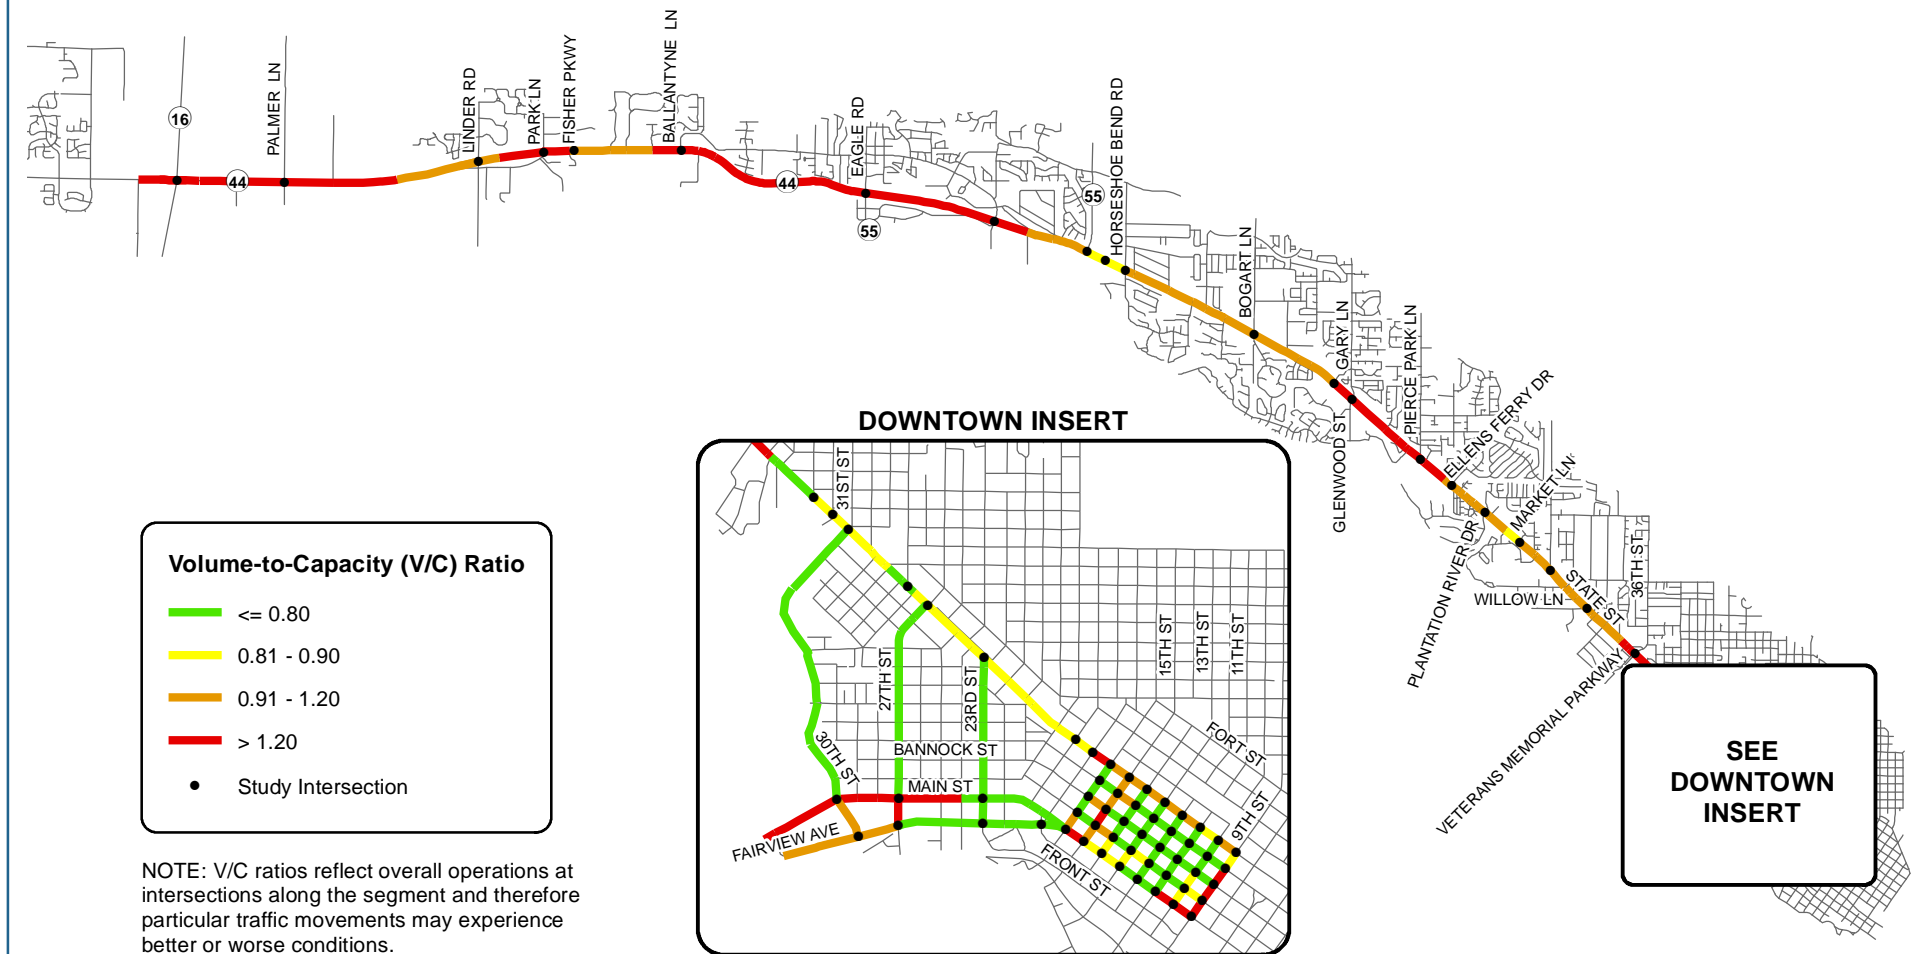 16
PALMER LN
44
LINDER RD
PARK LN
FISHER PKWY
BALLANTYNE LN
44
EAGLE RD
55
55
HORSESHOE BEND RD
BOGART LN
GARY LN
GLENWOOD ST
PIERCE PARK LN
ELLENS FERRY DR
MARKET LN
PLANTATION RIVER DR
STATE ST
WILLOW LN
36TH ST
VETERANS MEMORIAL PARKWAY
SEE
DOWNTOWN
INSERT
DOWNTOWN INSERT
31ST ST
27TH ST
23RD ST
15TH ST
13TH ST
11TH ST
30TH ST
BANNOCK ST
MAIN ST
FORT ST
9TH ST
FAIRVIEW AVE
FRONT ST
Volume-to-Capacity (V/C) Ratio
<= 0.80
0.81 - 0.90
0.91 - 1.20
> 1.20
Study Intersection
NOTE: V/C ratios reflect overall operations at
intersections along the segment and therefore
particular traffic movements may experience
better or worse conditions.